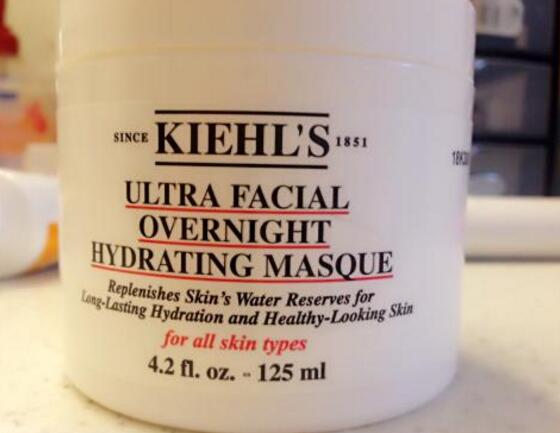 SINCE KIEHL'S 1851
ULTRA FACIAL
OVERNIGHT
HYDRATING MASQUE
Replenishes Skin's Water Reserves for
Long-Lasting Hydration and Healthy-Looking Skin
for all skin types
4.2 fl. oz. - 125 ml